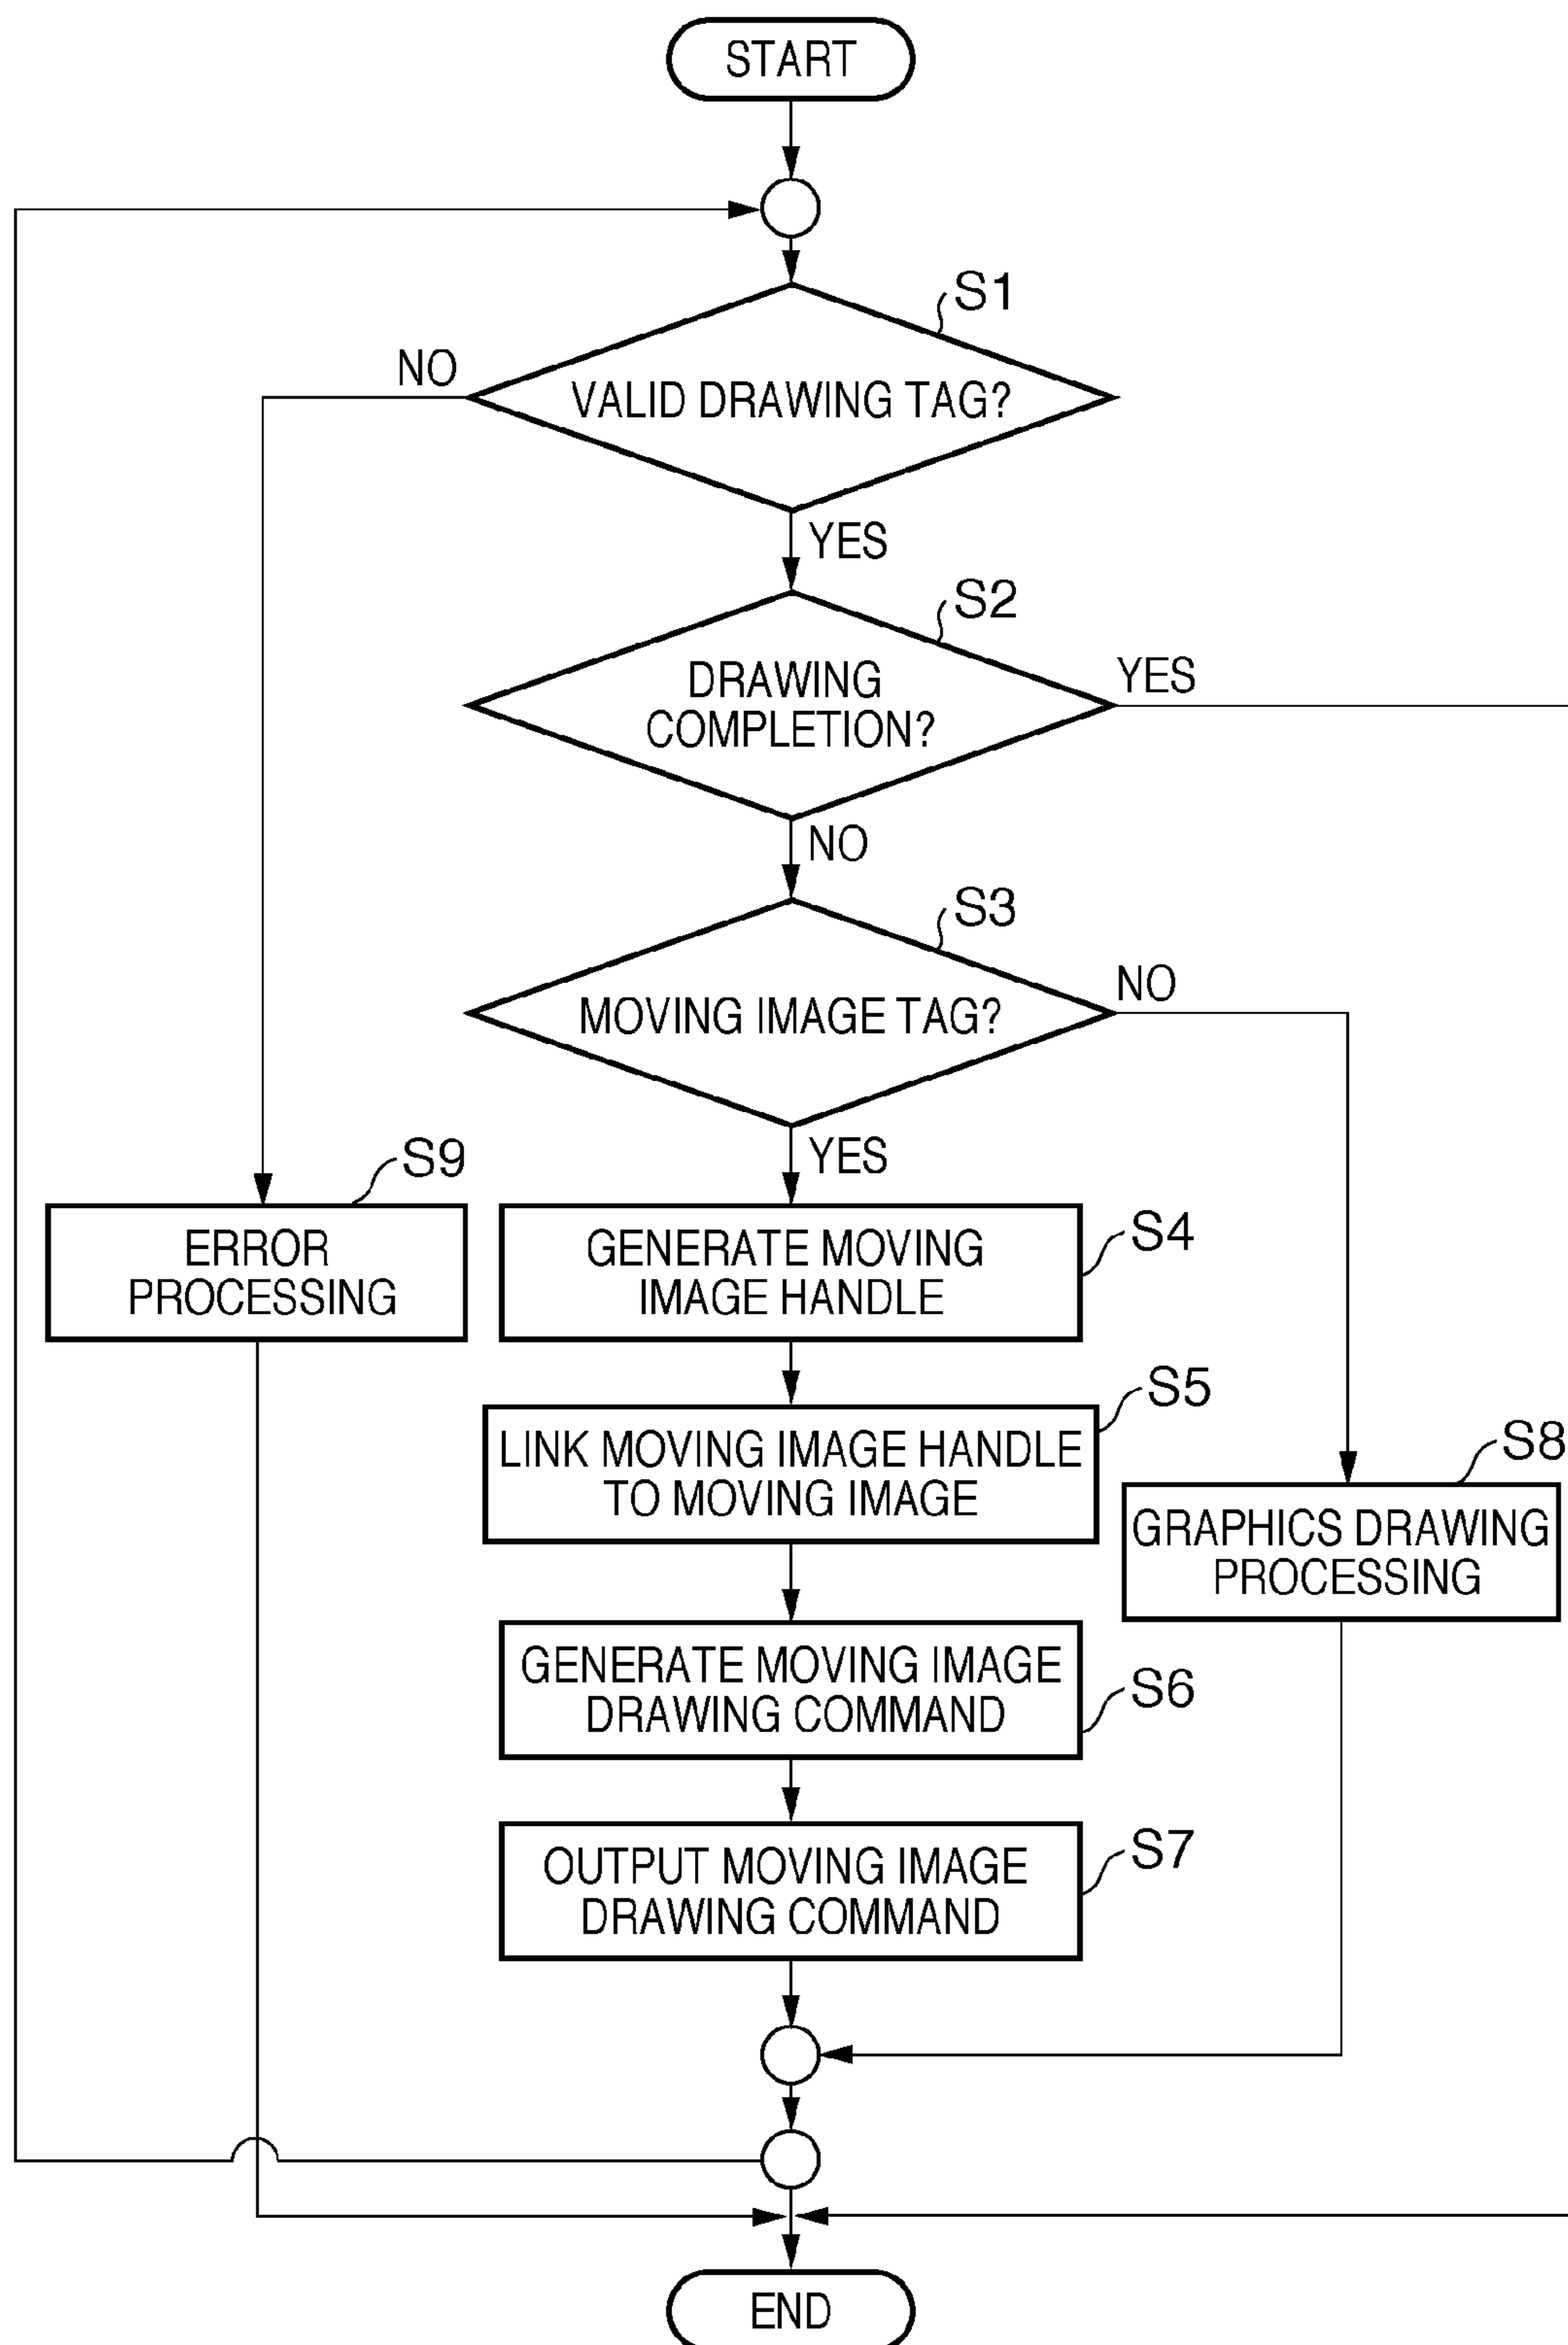 START
S1
NO
VALID DRAWING TAG?
YES
S2
DRAWING
COMPLETION?
YES
NO
S3
MOVING IMAGE TAG?
NO
YES
S9
ERROR
PROCESSING
GENERATE MOVING
IMAGE HANDLE
S4
S5
LINK MOVING IMAGE HANDLE
TO MOVING IMAGE
S8
GRAPHICS DRAWING
PROCESSING
GENERATE MOVING IMAGE
DRAWING COMMAND
S6
OUTPUT MOVING IMAGE
DRAWING COMMAND
S7
END